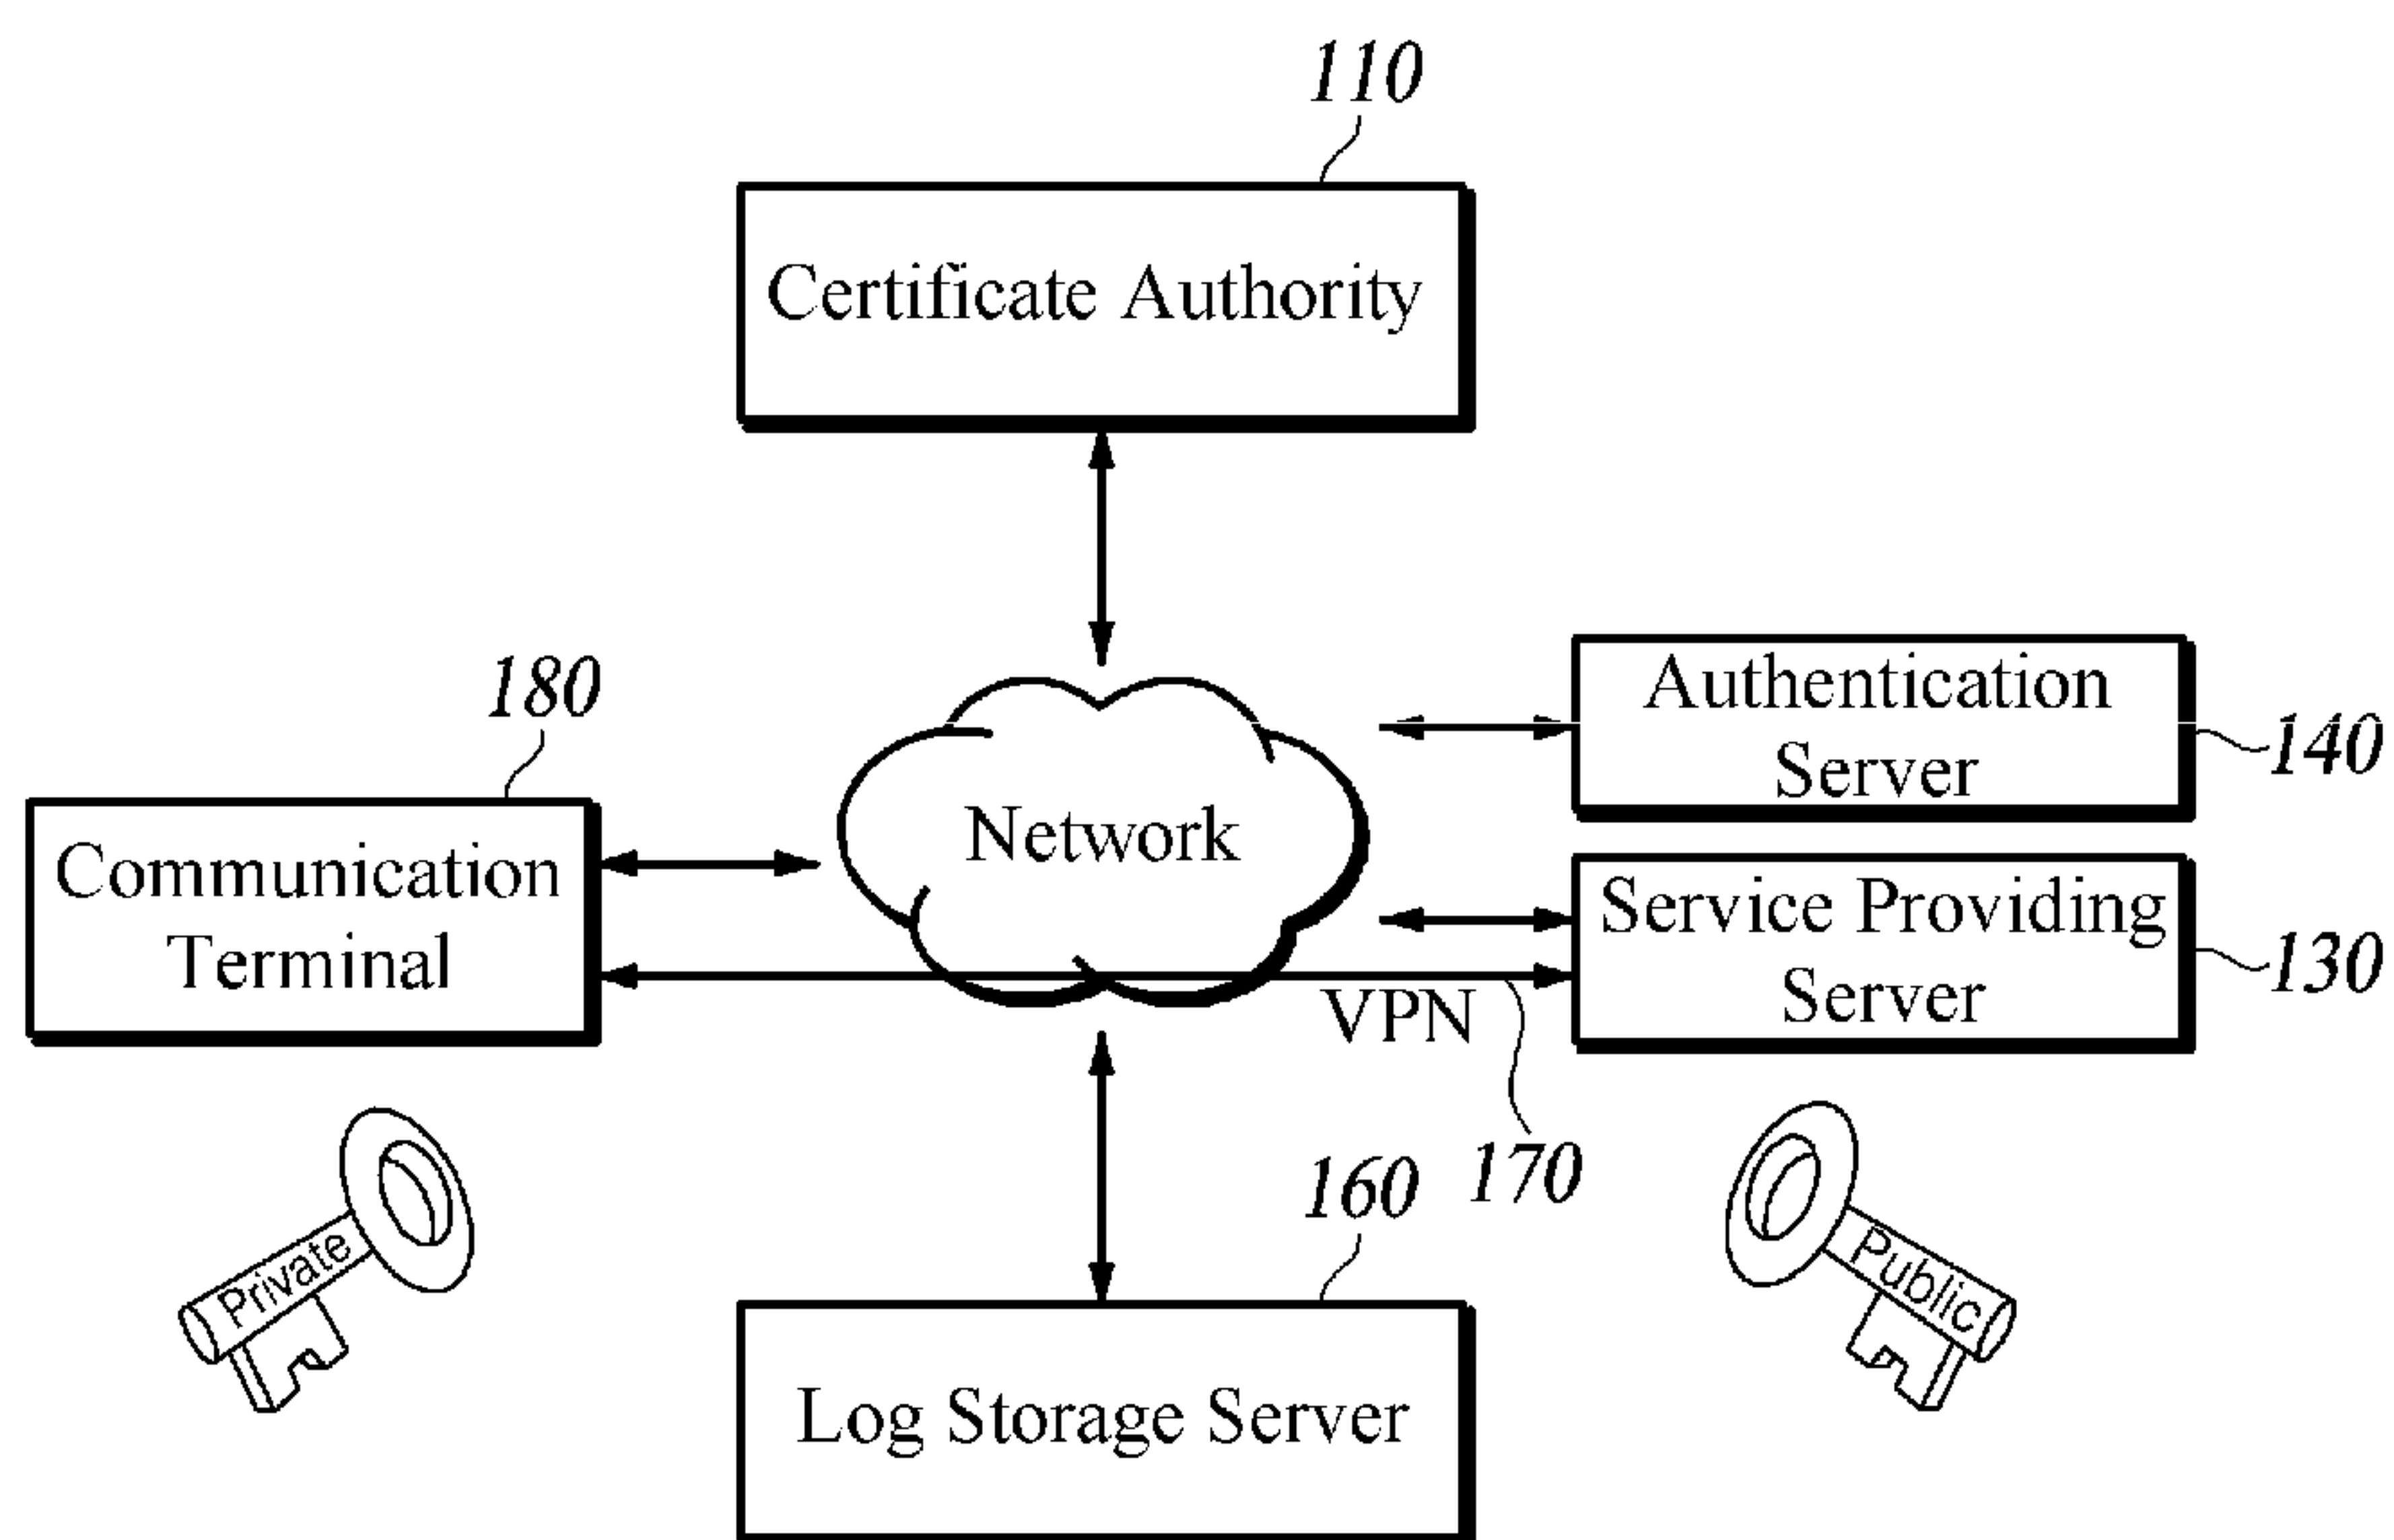 110
Certificate Authority
180
Authentication
Server
140
Communication
Terminal
Network
Service Providing
Server
130
VPN
170
160
Private
Public
Log Storage Server